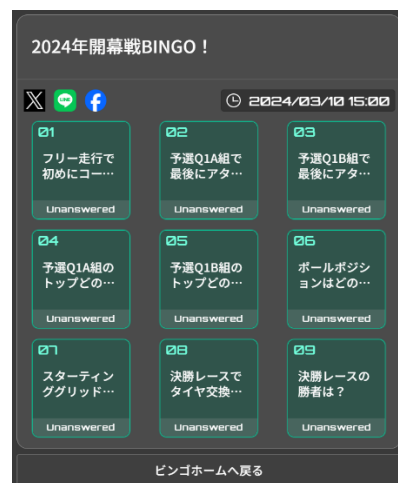 2024年開幕戦BINGO！
X LINE f
2024/03/10 15:00
01
フリー走行で
初めにコー…
Unanswered
02
予選Q1A組で
最後にアタ…
Unanswered
03
予選Q1B組で
最後にアタ…
Unanswered
04
予選Q1A組の
トップどの…
Unanswered
05
予選Q1B組の
トップどの…
Unanswered
06
ポールポジシ
ョンはどの…
Unanswered
07
スターティン
ググリッド…
Unanswered
08
決勝レースで
タイヤ交換…
Unanswered
09
決勝レースの
勝者は？
Unanswered
ビンゴホームへ戻る